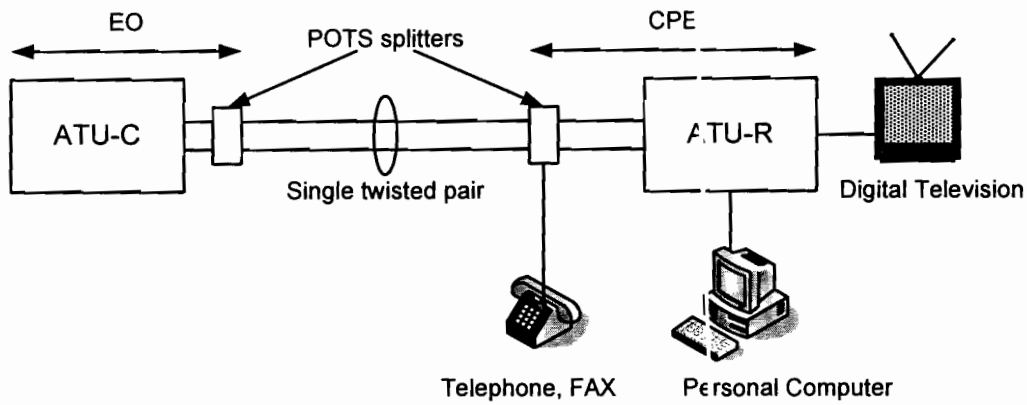 EO
CPE
POTS splitters
ATU-C
ATU-R
Single twisted pair
Digital Television
Telephone, FAX
Personal Computer